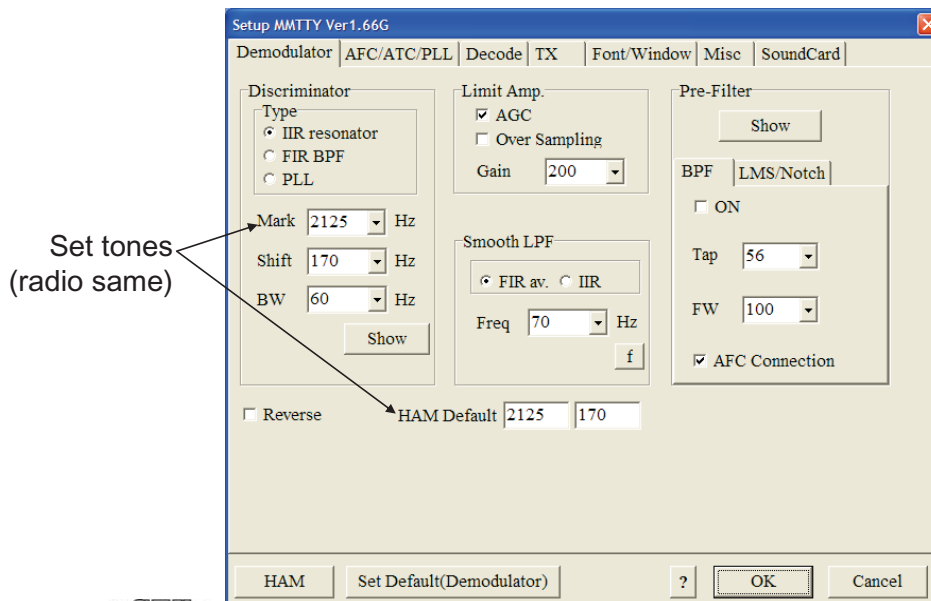 Setup MMTTY Ver1.66G
Demodulator AFC/ATC/PLL Decode TX Font/Window Misc SoundCard
Discriminator
Type
IIR resonator
FIR BPF
PLL
Mark 2125 Hz
Shift 170 Hz
BW 60 Hz
Show
Limit Amp.
AGC
Over Sampling
Gain 200
Smooth LPF
FIR av. IIR
Freq 70 Hz
f
Pre-Filter
Show
BPF LMS/Notch
ON
Tap 56
FW 100
AFC Connection
Set tones
(radio same)
Reverse HAM Default 2125 170
HAM Set Default(Demodulator) ? OK Cancel